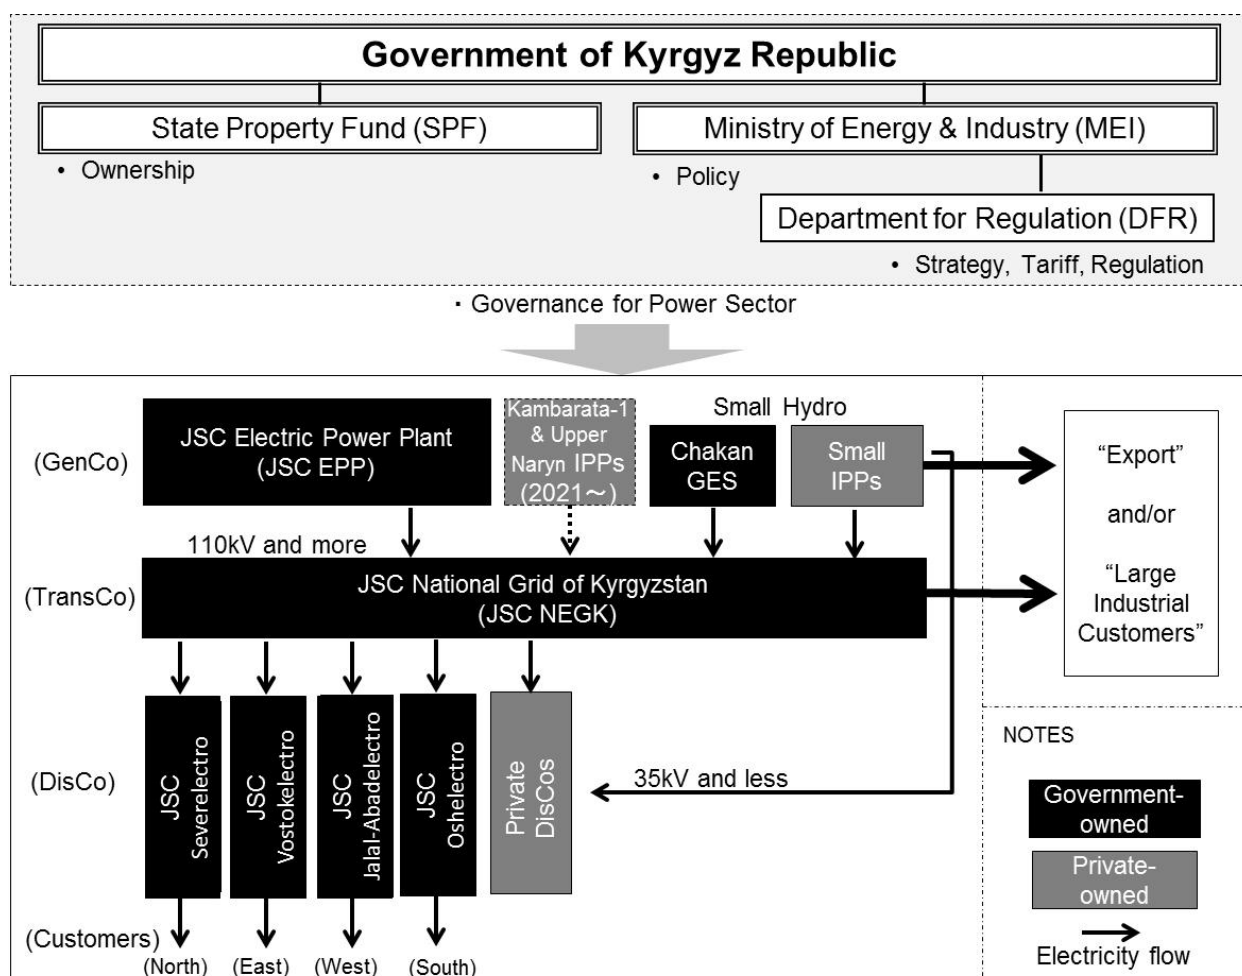 Government of Kyrgyz Republic
State Property Fund (SPF)
Ministry of Energy & Industry (MEI)
• Ownership
• Policy
Department for Regulation (DFR)
• Strategy, Tariff, Regulation
・Governance for Power Sector
(GenCo)
JSC Electric Power Plant
(JSC EPP)
Kambarata-1
& Upper
Naryn IPPs
(2021～)
Small Hydro
Chakan
GES
Small
IPPs
“Export”
and/or
“Large
Industrial
Customers”
110kV and more
(TransCo)
JSC National Grid of Kyrgyzstan
(JSC NEGK)
(DisCo)
JSC
Severelectro
JSC
Vostokelectro
JSC
Jalal-Abadelectro
JSC
Oshelectro
Private
DisCos
35kV and less
NOTES
Government-
owned
Private-
owned
Electricity flow
(Customers)
(North)
(East)
(West)
(South)